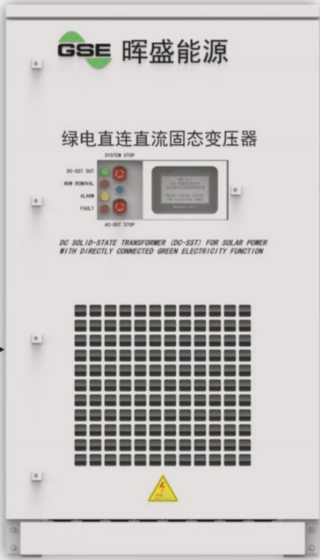 GSE 晖盛能源
绿电直连直流固态变压器
SYSTEM STOP
DC-SST OUT
NON REMOVAL
ALARM
FAULT
AC-OUT STOP
DC SOLID-STATE TRANSFORMER (DC-SST) FOR SOLAR POWER
WITH DIRECTLY CONNECTED GREEN ELECTRICITY FUNCTION